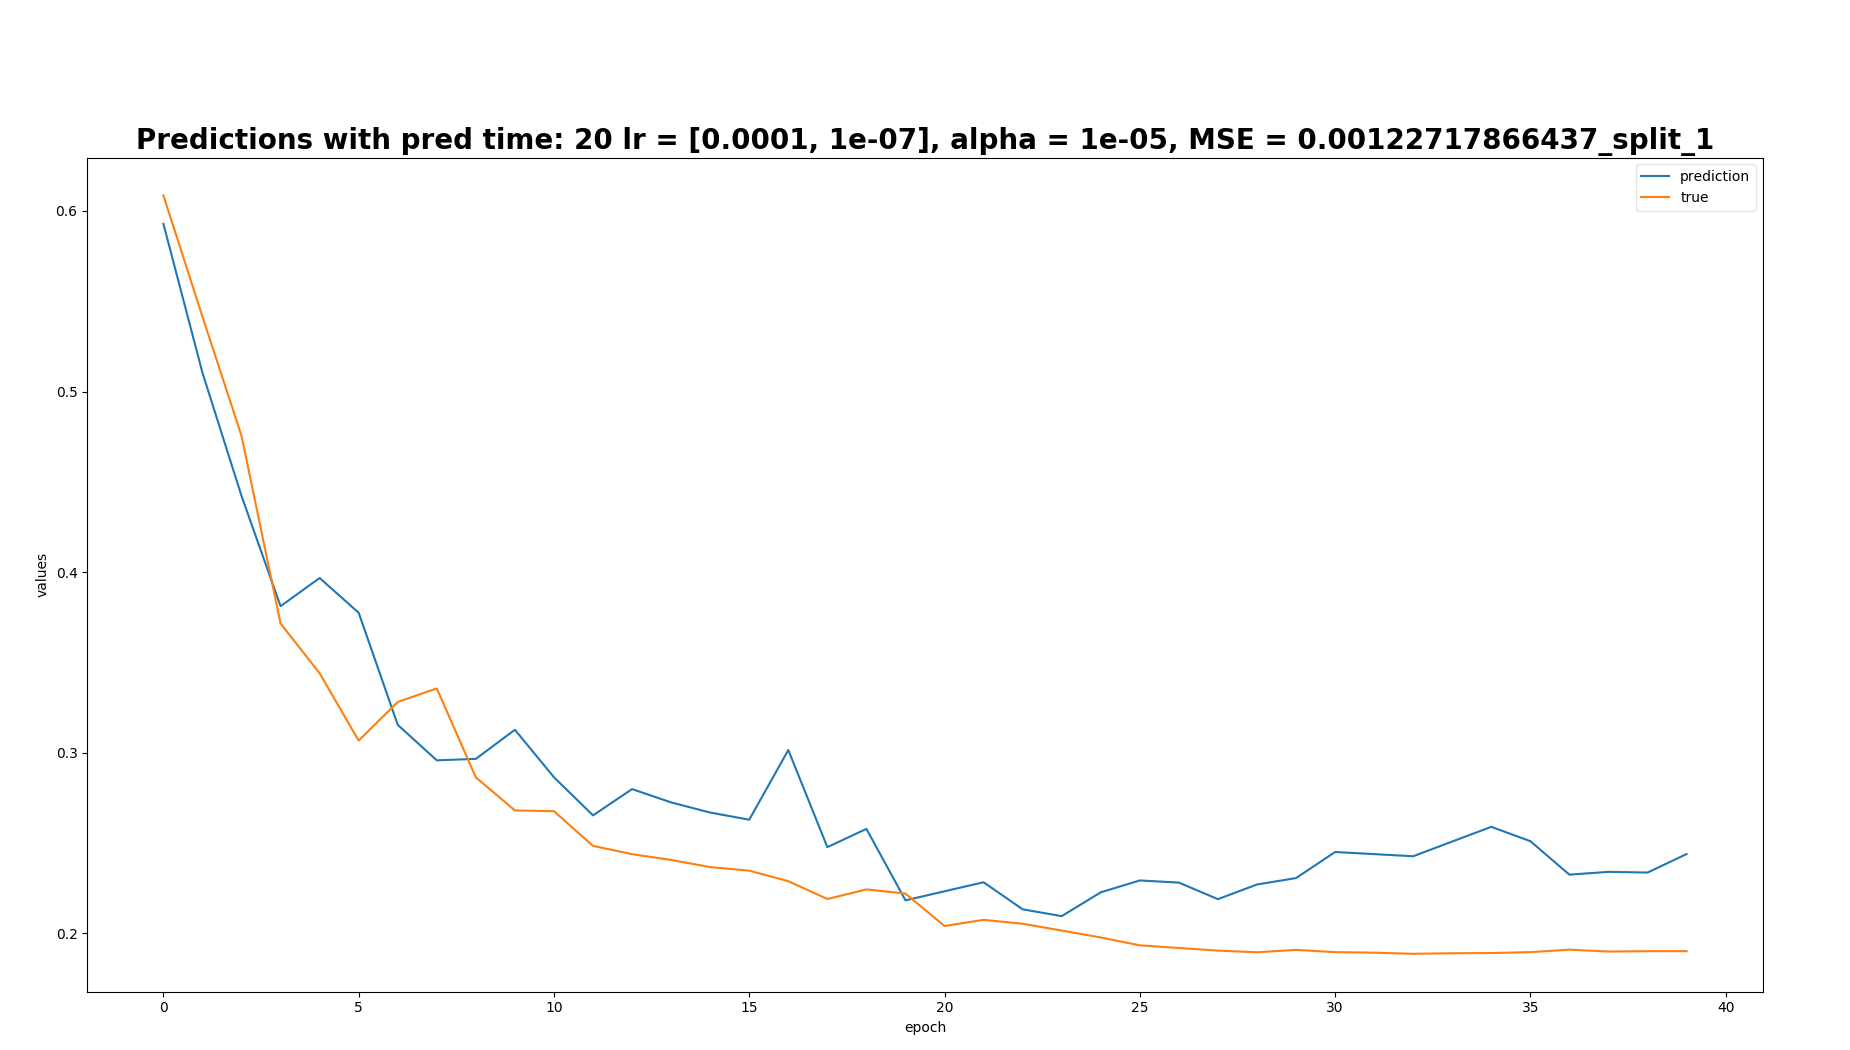 Predictions with pred time: 20 lr = [0.0001, 1e-07], alpha = 1e-05, MSE = 0.00122717866437_split_1
prediction
true
0.6
0.5
0.4
0.3
0.2
values
0 5 10 15 20 25 30 35 40
epoch